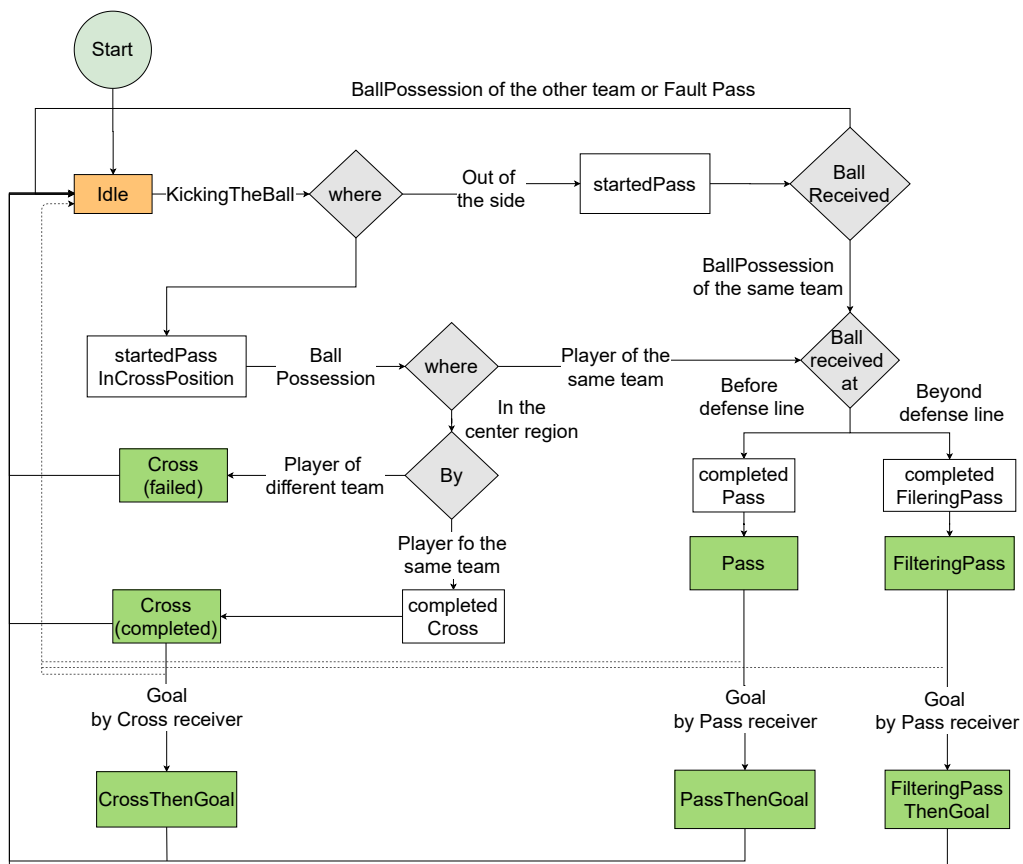 Start
BallPossession of the other team or Fault Pass
Idle
KickingTheBall
where
Out of
the side
startedPass
Ball
Received
BallPossession
of the same team
startedPass
InCrossPosition
Ball
Possession
where
Player of the
same team
Ball
received
at
Before
defense line
Beyond
defense line
In the
center region
Cross
(failed)
Player of
different team
By
completed
Pass
completed
FileringPass
Player fo the
same team
Pass
FilteringPass
Cross
(completed)
completed
Cross
Goal
by Cross receiver
Goal
by Pass receiver
Goal
by Pass receiver
CrossThenGoal
PassThenGoal
FilteringPass
ThenGoal